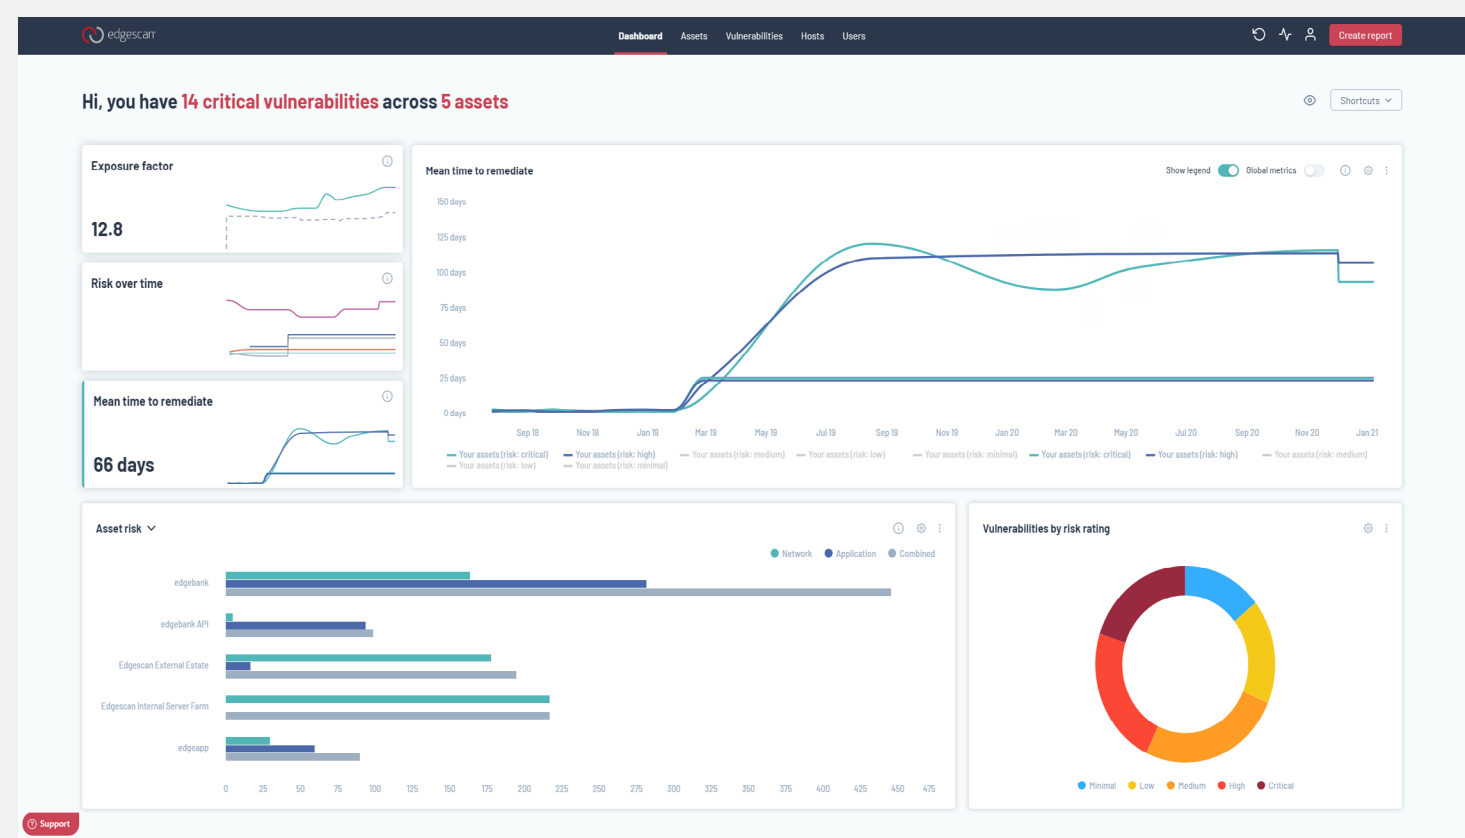 edgescan
Dashboard Assets Vulnerabilities Hosts Users
Create report
Hi, you have 14 critical vulnerabilities across 5 assets
Shortcuts
Exposure factor
12.8
Risk over time
Mean time to remediate
66 days
Mean time to remediate
Show legend Global metrics
150 days
125 days
100 days
75 days
50 days
25 days
0 days
Sep 18 Nov 18 Jan 19 Mar 19 May 19 Jul 19 Sep 19 Nov 19 Jan 20 Mar 20 May 20 Jul 20 Sep 20 Nov 20 Jan 21
Your assets (risk: critical) Your assets (risk: high) Your assets (risk: medium) Your assets (risk: low) Your assets (risk: minimal) Your assets (risk: critical) Your assets (risk: high) Your assets (risk: medium)
Your assets (risk: low) Your assets (risk: minimal)
Asset risk
Network Application Combined
edgebank
edgebank API
Edgescan External Estate
Edgescan Internal Server Farm
edgeapp
0 25 50 75 100 125 150 175 200 225 250 275 300 325 350 375 400 425 450 475
Vulnerabilities by risk rating
Minimal Low Medium High Critical
Support